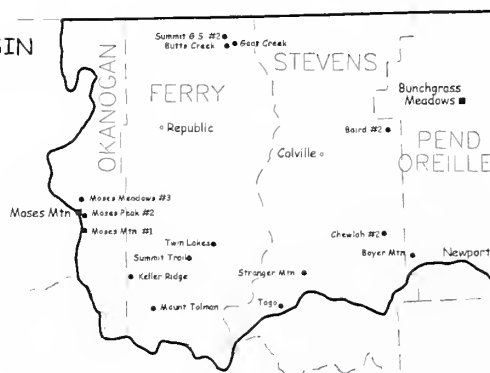 GIN
Summit G S #2
Butts Creek
Goat Creek
STEVENS
OKANOGAN
FERRY
Bunchgrass
Meadows
Republic
Baird #2
PEND
OREILLE
Colville
Moses Meadows #3
Moses Mtn
Moses Peak #2
Moses Mtn #1
Twin Lakes
Chewlah #2
Summit Trail
Boyer Mtn
Newport
Keller Ridge
Stranger Mtn
Mount Tolman
Togo